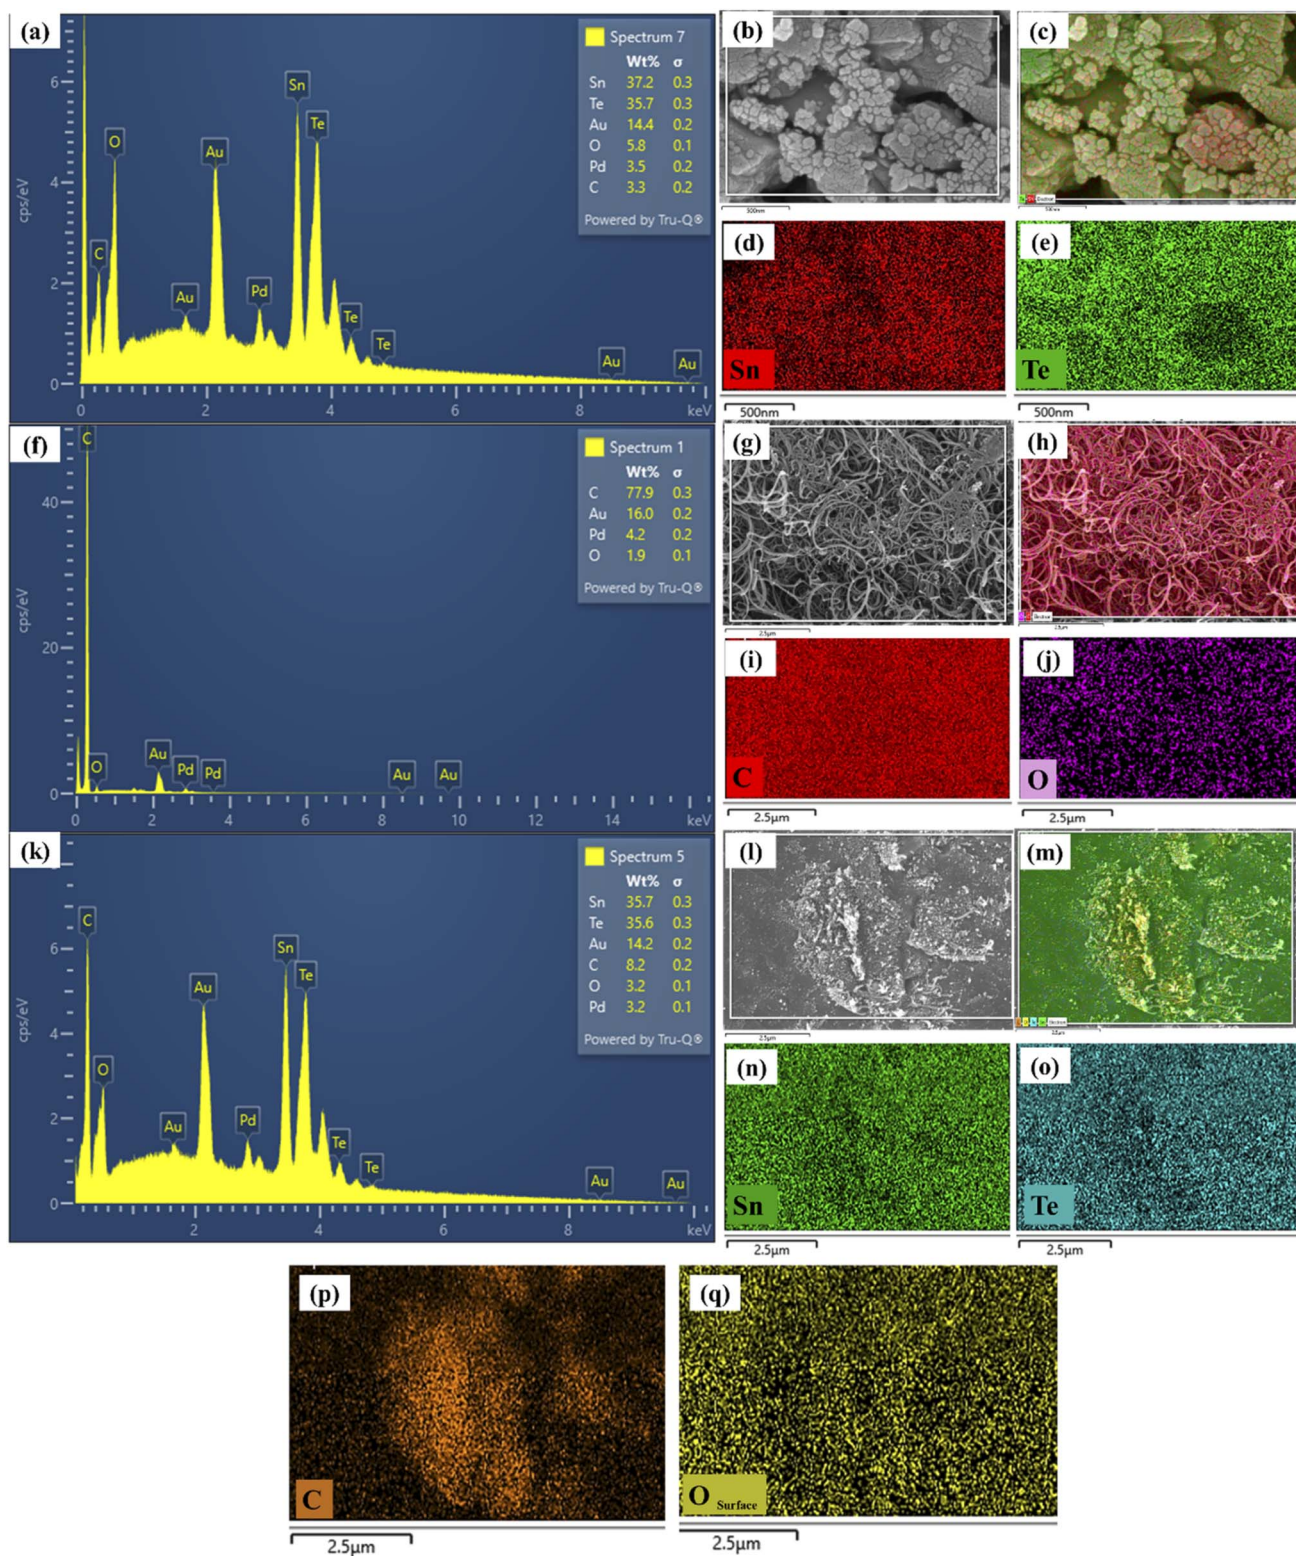 (a)
Spectrum 7
Wt% σ
Sn 37.2 0.3
Te 35.7 0.3
Au 14.4 0.2
O 5.8 0.1
Pd 3.5 0.2
C 3.3 0.2
Powered by Tru-Q®
cps/eV
6
4
2
0
C
O
Au
Au
Pd
Sn
Te
Te
Te
Au
Au
0 2 4 6 8 keV
(b)
500nm
(c)
(d)
Sn
500nm
(e)
Te
500nm
(f)
Spectrum 1
Wt% σ
C 77.9 0.3
Au 16.0 0.2
Pd 4.2 0.2
O 1.9 0.1
Powered by Tru-Q®
cps/eV
40
20
0
C
O
Au
Pd
Pd
Au
Au
0 2 4 6 8 10 12 14 keV
(g)
2.5µm
(h)
(i)
C
2.5µm
(j)
O
2.5µm
(k)
Spectrum 5
Wt% σ
Sn 35.7 0.3
Te 35.6 0.3
Au 14.2 0.2
C 8.2 0.2
O 3.2 0.1
Pd 3.2 0.1
Powered by Tru-Q®
cps/eV
6
4
2
0
C
O
Au
Au
Pd
Sn
Te
Te
Te
Au
Au
2 4 6 8 keV
(l)
2.5µm
(m)
(n)
Sn
2.5µm
(o)
Te
2.5µm
(p)
C
2.5µm
(q)
O Surface
2.5µm